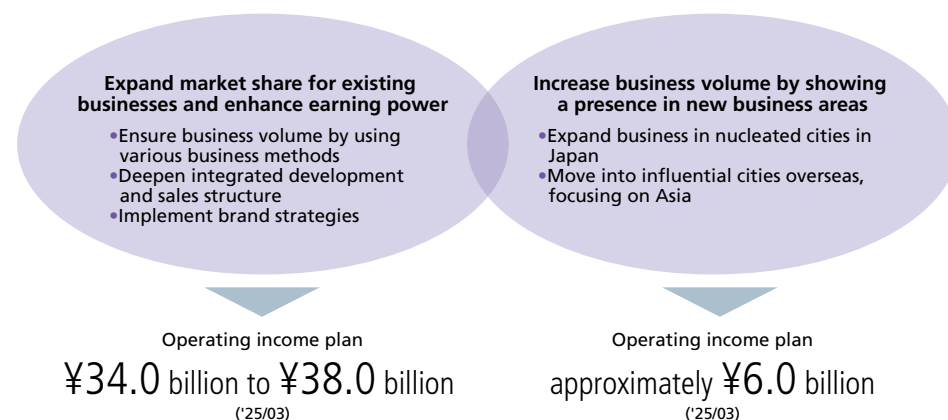 Expand market share for existing
businesses and enhance earning power
•Ensure business volume by using
various business methods
•Deepen integrated development
and sales structure
•Implement brand strategies
Operating income plan
¥34.0 billion to ¥38.0 billion
('25/03)
Increase business volume by showing
a presence in new business areas
•Expand business in nucleated cities in
Japan
•Move into influential cities overseas,
focusing on Asia
Operating income plan
approximately ¥6.0 billion
('25/03)